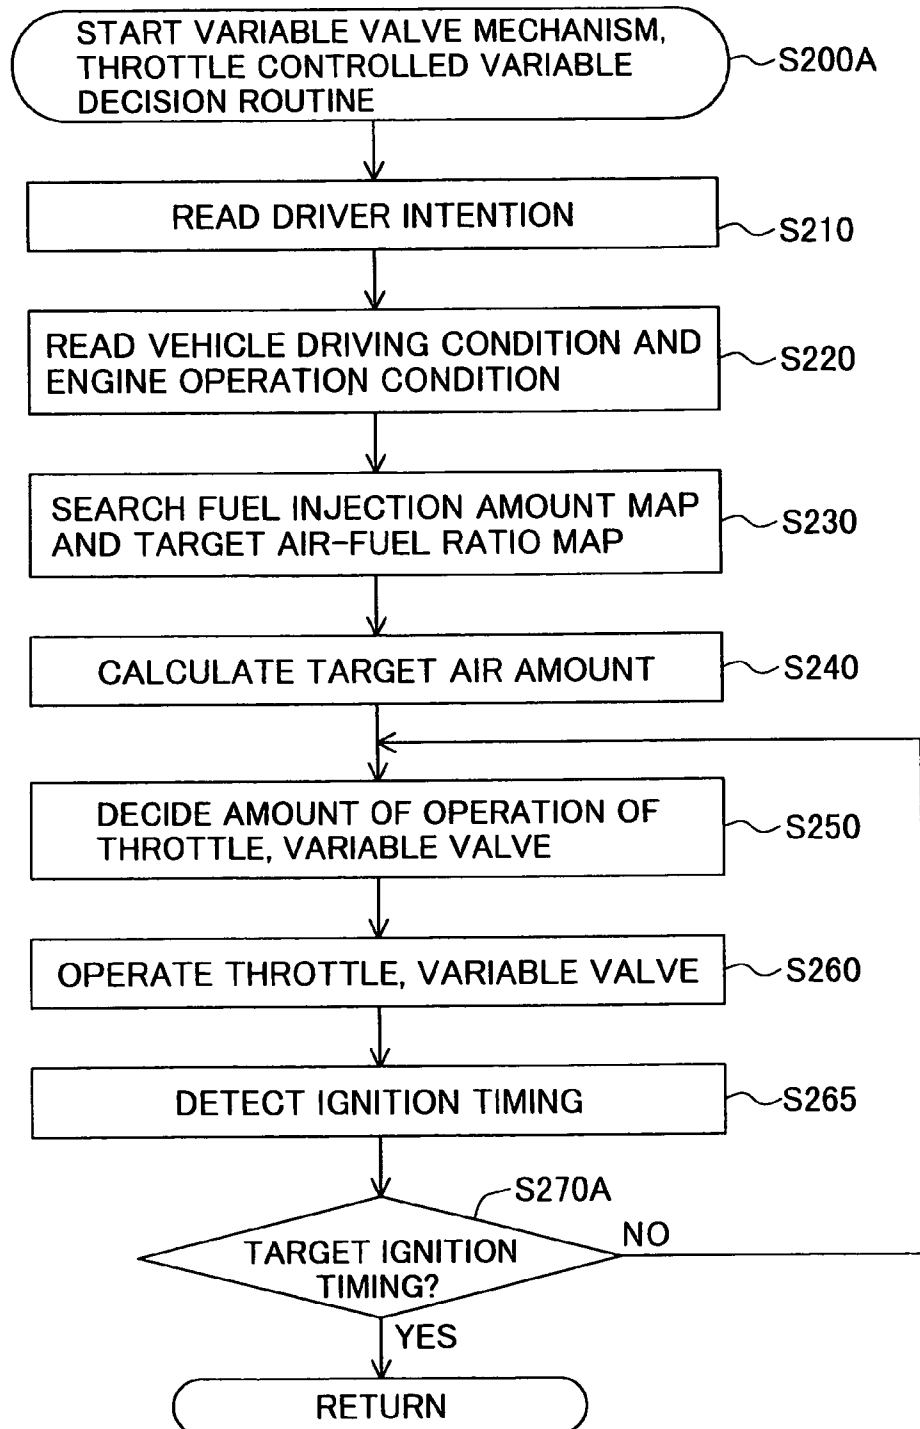 START VARIABLE VALVE MECHANISM,
THROTTLE CONTROLLED VARIABLE
DECISION ROUTINE
S200A
READ DRIVER INTENTION
S210
READ VEHICLE DRIVING CONDITION AND
ENGINE OPERATION CONDITION
S220
SEARCH FUEL INJECTION AMOUNT MAP
AND TARGET AIR-FUEL RATIO MAP
S230
CALCULATE TARGET AIR AMOUNT
S240
DECIDE AMOUNT OF OPERATION OF
THROTTLE, VARIABLE VALVE
S250
OPERATE THROTTLE, VARIABLE VALVE
S260
DETECT IGNITION TIMING
S265
S270A
TARGET IGNITION
TIMING?
NO
YES
RETURN